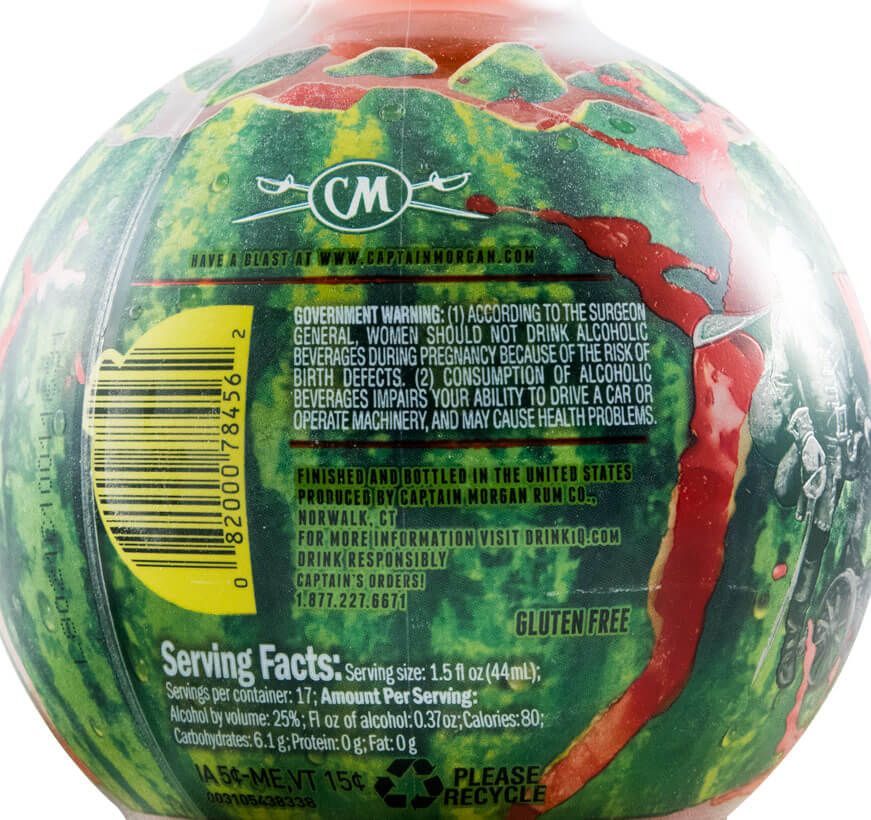 CM
HAVE A BLAST AT WWW.CAPTAINMORGAN.COM
GOVERNMENT WARNING: (1) ACCORDING TO THE SURGEON
GENERAL, WOMEN SHOULD NOT DRINK ALCOHOLIC
BEVERAGES DURING PREGNANCY BECAUSE OF THE RISK OF
BIRTH DEFECTS. (2) CONSUMPTION OF ALCOHOLIC
BEVERAGES IMPAIRS YOUR ABILITY TO DRIVE A CAR OR
OPERATE MACHINERY, AND MAY CAUSE HEALTH PROBLEMS.
0 82000 78456 2
FINISHED AND BOTTLED IN THE UNITED STATES
PRODUCED BY CAPTAIN MORGAN RUM CO.,
NORWALK, CT
FOR MORE INFORMATION VISIT DRINKiQ.COM
DRINK RESPONSIBLY
CAPTAIN'S ORDERS!
1.877.227.6671
GLUTEN FREE
Serving Facts: Serving size: 1.5 fl oz (44mL);
Servings per container: 17; Amount Per Serving:
Alcohol by volume: 25%; Fl oz of alcohol: 0.37oz; Calories: 80;
Carbohydrates: 6.1 g; Protein: 0 g; Fat: 0 g
IA 5¢-ME,VT 15¢
003105438338
PLEASE
RECYCLE